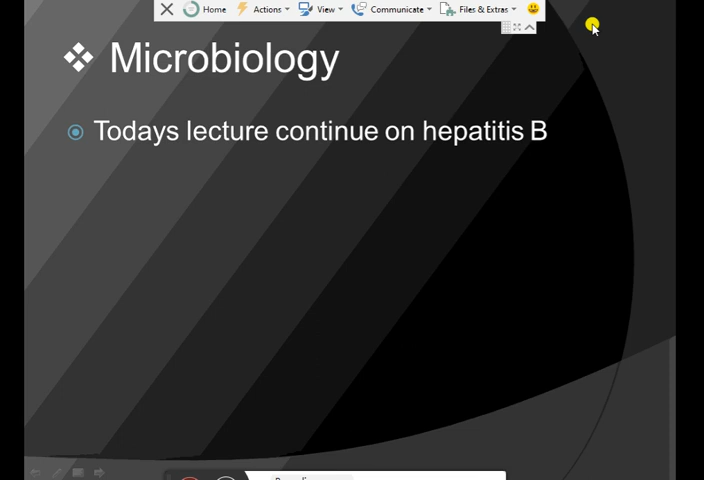 Home Actions View Communicate Files & Extras
Microbiology
Todays lecture continue on hepatitis B